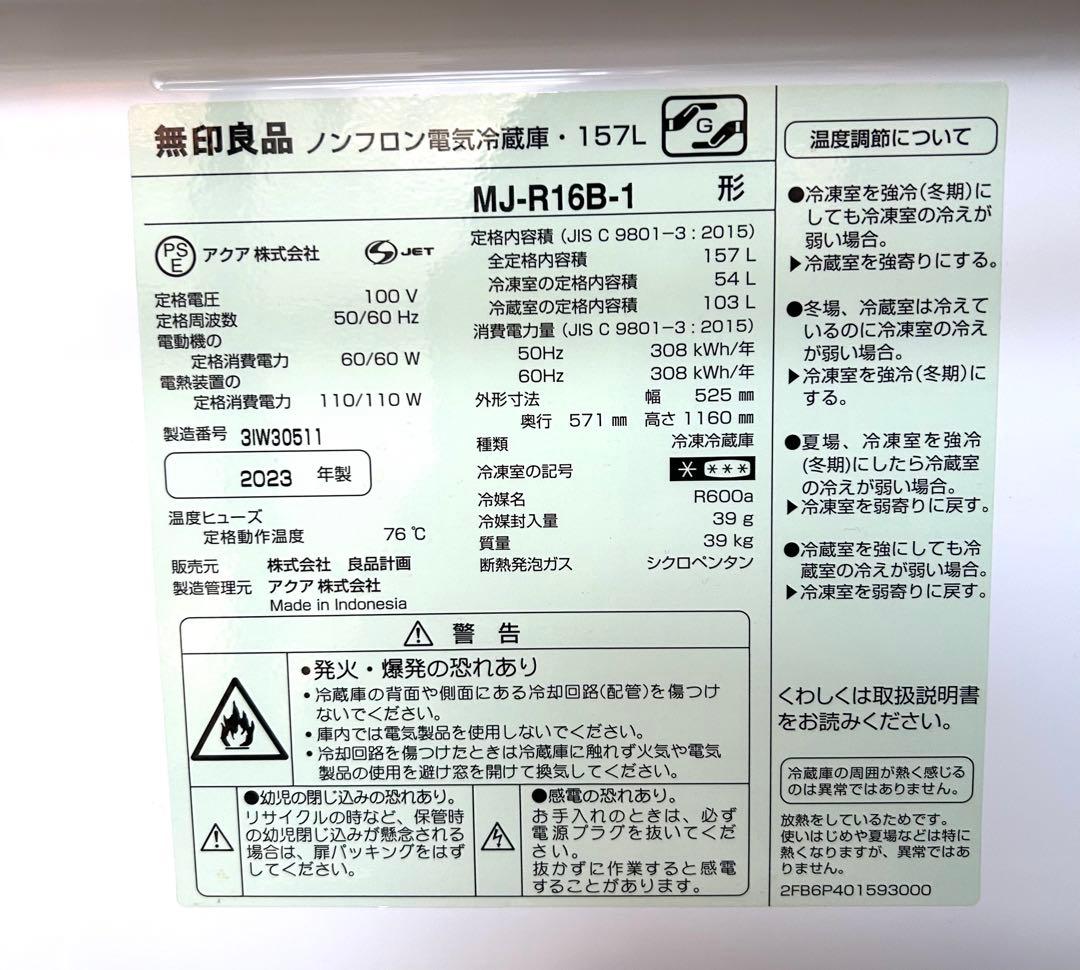 無印良品 ノンフロン電気冷蔵庫・157L G
MJ-R16B-1 形
PSE アクア 株式会社 S JET
定格電圧 100 V
定格周波数 50/60 Hz
電動機の
定格消費電力 60/60 W
電熱装置の
定格消費電力 110/110 W
製造番号 3IW30511
2023 年製
温度ヒューズ
定格動作温度 76 ℃
販売元 株式会社 良品計画
製造管理元 アクア 株式会社
Made in Indonesia
定格内容積 (JIS C 9801-3:2015)
全定格内容積 157 L
冷凍室の定格内容積 54 L
冷蔵室の定格内容積 103 L
消費電力量 (JIS C 9801-3:2015)
50Hz 308 kWh/年
60Hz 308 kWh/年
外形寸法 幅 525 ㎜
奥行 571 ㎜ 高さ 1160 ㎜
種類 冷凍冷蔵庫
冷凍室の記号 * ***
冷媒名 R600a
冷媒封入量 39 g
質量 39 kg
断熱発泡ガス シクロペンタン
⚠ 警 告
•発火・爆発の恐れあり
•冷蔵庫の背面や側面にある冷却回路(配管)を傷つけ
ないでください。
•庫内では電気製品を使用しないでください。
•冷却回路を傷つけたときは冷蔵庫に触れず火気や電気
製品の使用を避け窓を開けて換気してください。
●幼児の閉じ込みの恐れあり。
リサイクルの時など、保管時
の幼児閉じ込みが懸念される
場合は、扉パッキングをはず
してください。
●感電の恐れあり。
お手入れのときは、必ず
電源プラグを抜いてくだ
さい。
抜かずに作業すると感電
することがあります。
温度調節について
●冷凍室を強冷(冬期)に
しても冷凍室の冷えが
弱い場合。
▶冷蔵室を強寄りにする。
●冬場、冷蔵室は冷えて
いるのに冷凍室の冷え
が弱い場合。
▶冷凍室を強冷(冬期)に
する。
●夏場、冷凍室を強冷
(冬期)にしたら冷蔵室
の冷えが弱い場合。
▶冷凍室を弱寄りに戻す。
●冷蔵室を強にしても冷
蔵室の冷えが弱い場合。
▶冷凍室を弱寄りに戻す。
くわしくは取扱説明書
をお読みください。
冷蔵庫の周囲が熱く感じる
のは異常ではありません。
放熱をしているためです。
使いはじめや夏場などは特に
熱くなりますが、異常ではあ
りません。
2FB6P401593000